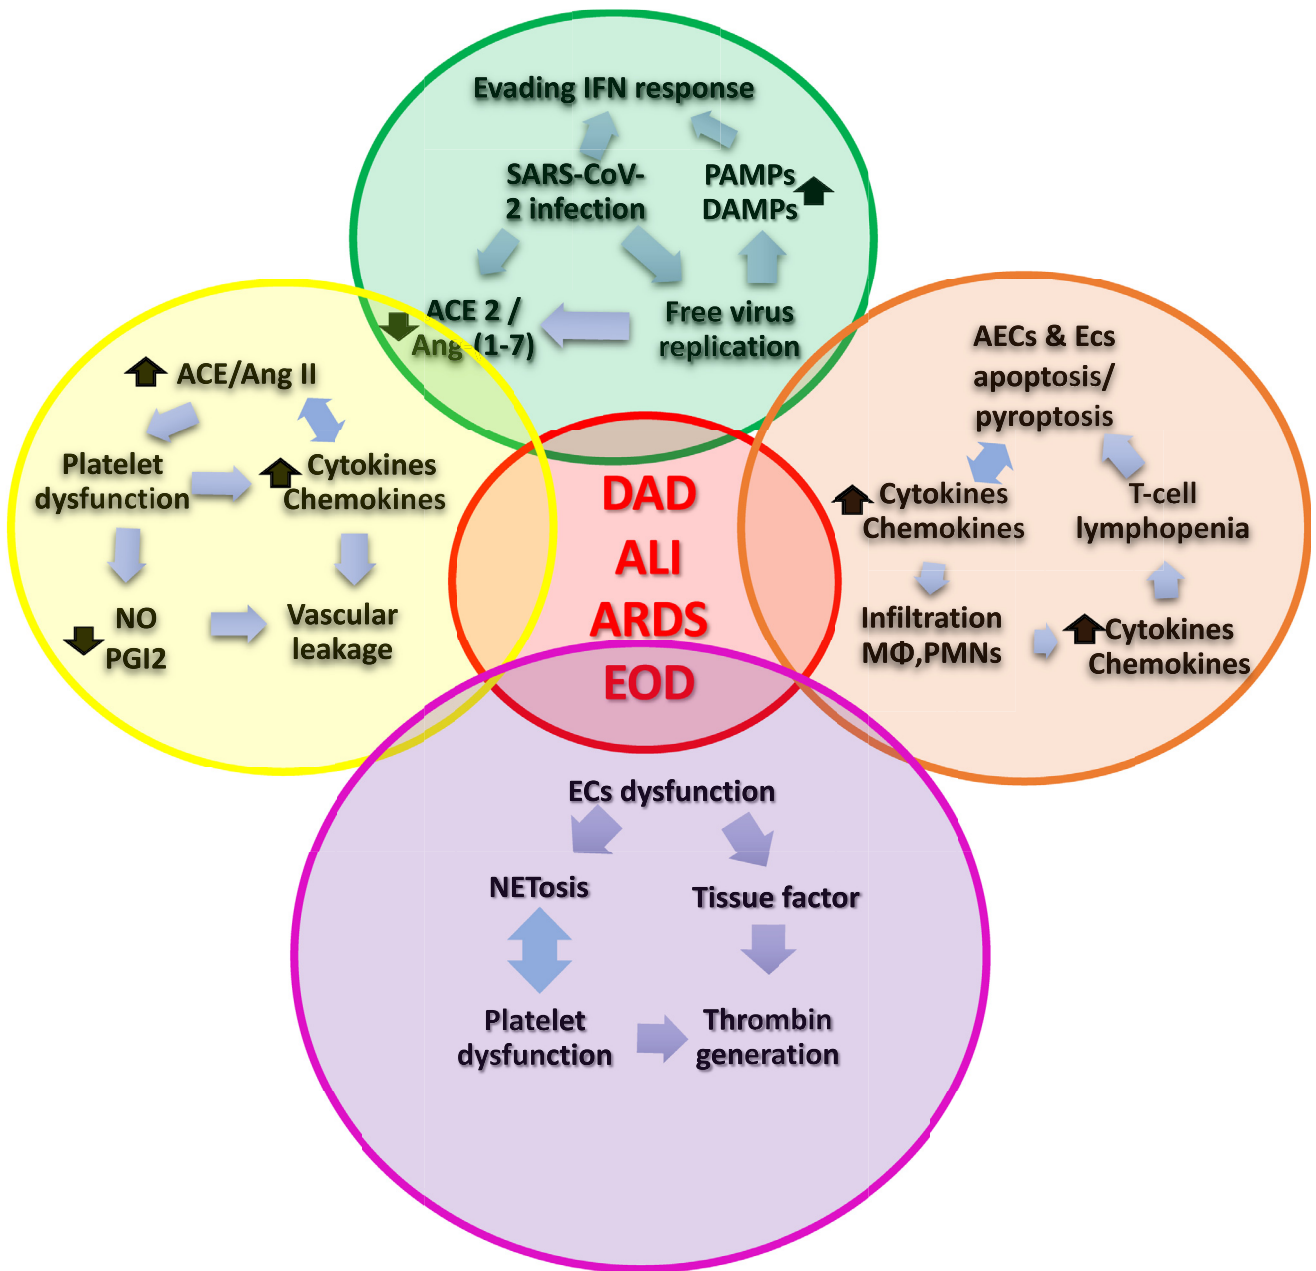 Evading IFN response
SARS-CoV-
2 infection
PAMPs
DAMPs
ACE 2 /
Ang-(1-7)
Free virus
replication
ACE/Ang II
Platelet
dysfunction
Cytokines
Chemokines
NO
PGI2
Vascular
leakage
DAD
ALI
ARDS
EOD
AECs & Ecs
apoptosis/
pyroptosis
Cytokines
Chemokines
T-cell
lymphopenia
Infiltration
MΦ,PMNs
Cytokines
Chemokines
ECs dysfunction
NETosis
Tissue factor
Platelet
dysfunction
Thrombin
generation